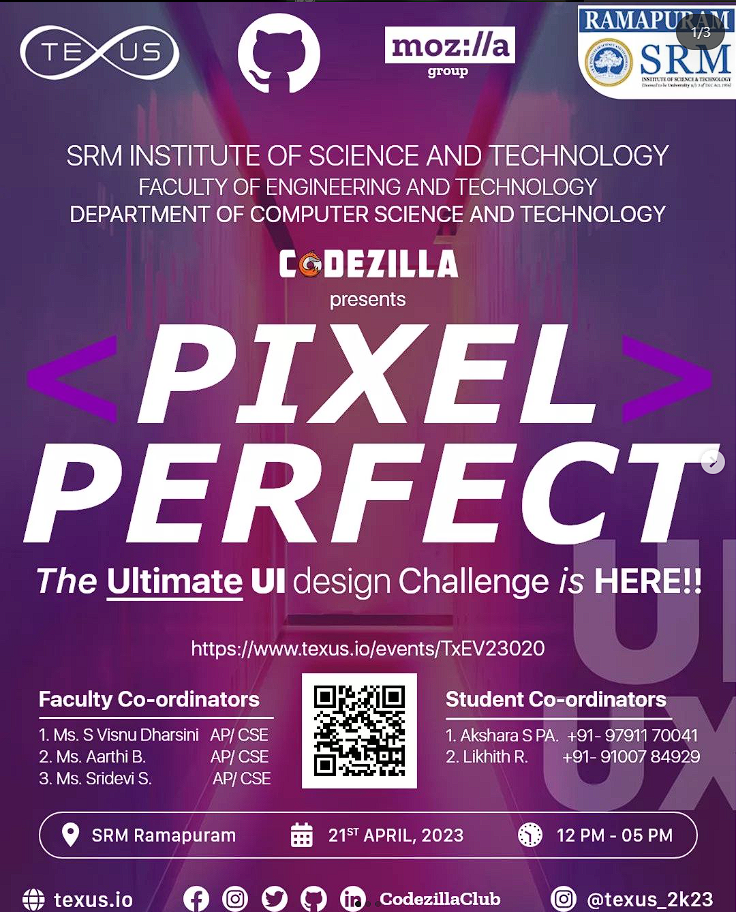 TEXUS
moz://a
group
RAMAPURAM
1/3
SRM
INSTITUTE OF SCIENCE & TECHNOLOGY
SRM INSTITUTE OF SCIENCE AND TECHNOLOGY
FACULTY OF ENGINEERING AND TECHNOLOGY
DEPARTMENT OF COMPUTER SCIENCE AND TECHNOLOGY
CODEZILLA
presents
<PIXEL>
PERFECT
The Ultimate UI design Challenge is HERE!!
UI
UX
https://www.texus.io/events/TxEV23020
Faculty Co-ordinators
1. Ms. S Visnu Dharsini AP/ CSE
2. Ms. Aarthi B. AP/ CSE
3. Ms. Sridevi S. AP/ CSE
Student Co-ordinators
1. Akshara S PA. +91- 97911 70041
2. Likhith R. +91- 91007 84929
SRM Ramapuram
21ST APRIL, 2023
12 PM - 05 PM
texus.io
CodezillaClub
@texus_2k23